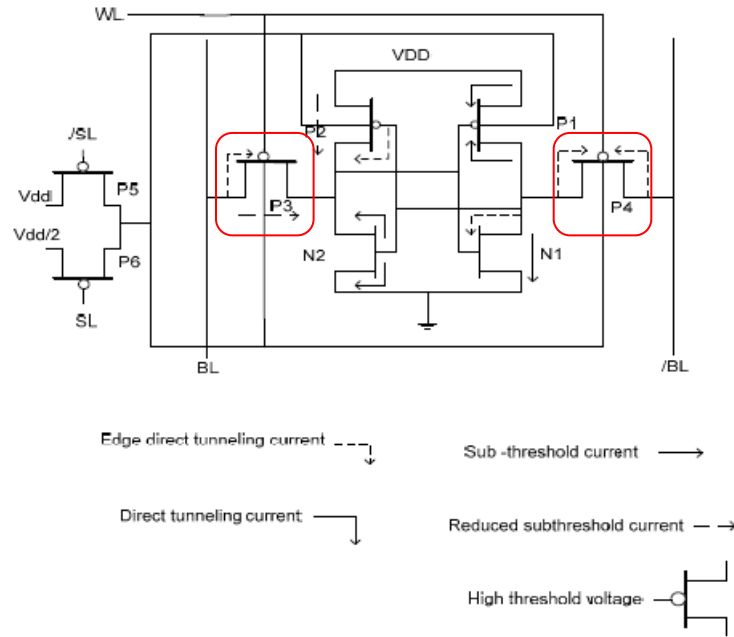 WL
VDD
P2
P1
/SL
Vddl
P5
P3
P4
Vdd/2
P6
N2
N1
SL
BL
/BL
Edge direct tunneling current
Sub -threshold current
Direct tunneling current
Reduced subthreshold current
High threshold voltage